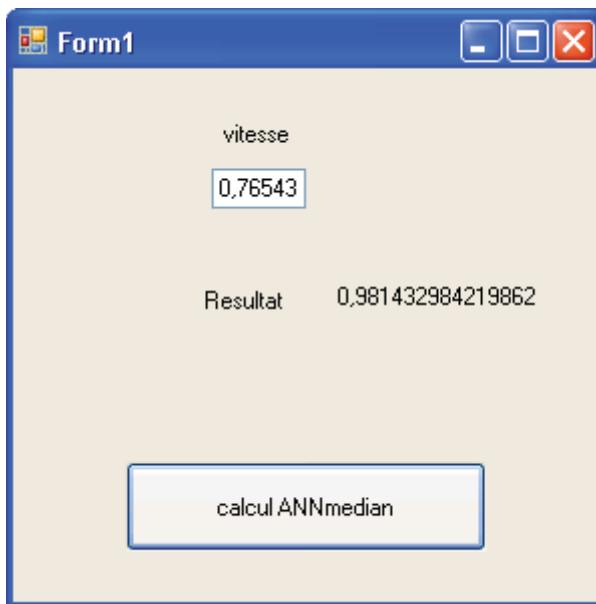 Form1
vitesse
0,76543
Resultat 0,981432984219862
calcul ANNmedian